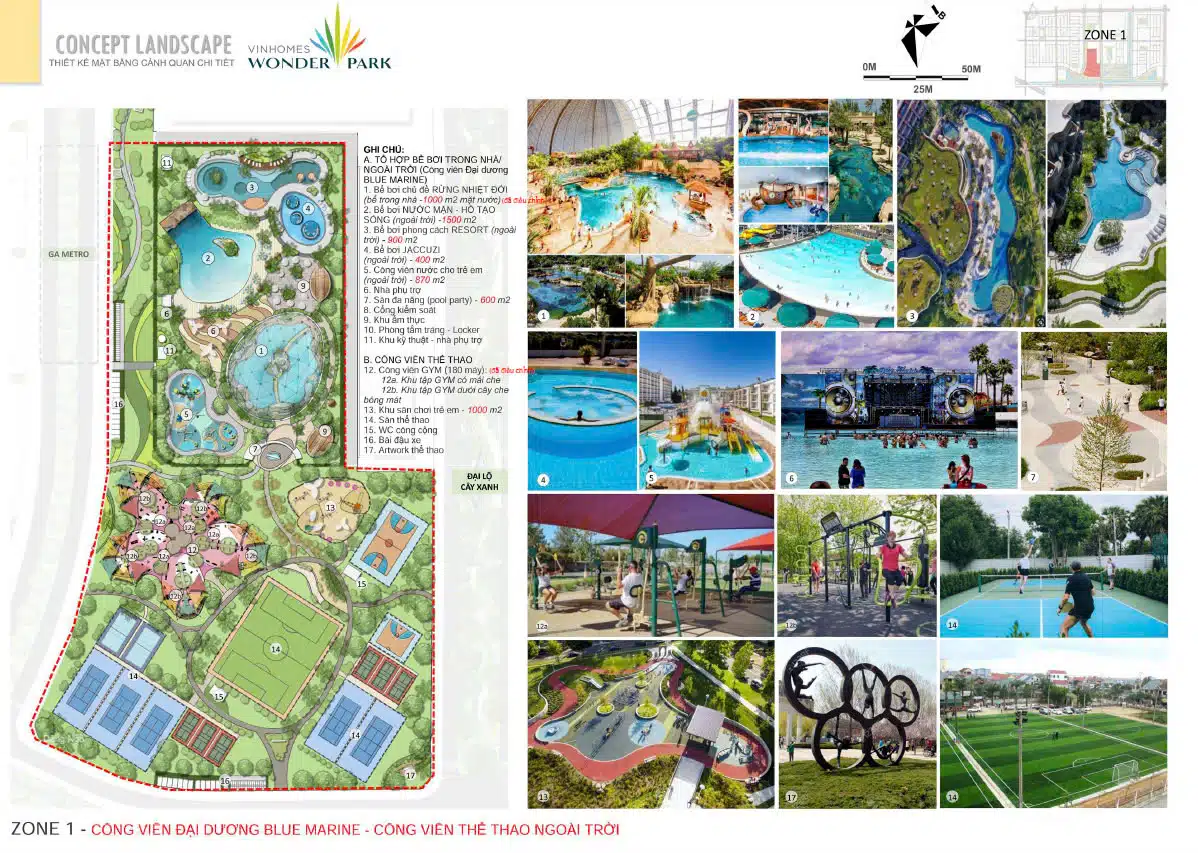 CONCEPT LANDSCAPE
THIẾT KẾ MẶT BẰNG CẢNH QUAN CHI TIẾT
VINHOMES
WONDER PARK
B
0M
50M
25M
ZONE 1
GA METRO
ĐẠI LỘ
CÂY XANH
GHI CHÚ:
A. TỔ HỢP BỂ BƠI TRONG NHÀ/
NGOÀI TRỜI (Công viên Đại dương
BLUE MARINE)
1. Bể bơi chủ đề RỪNG NHIỆT ĐỚI
(bể trong nhà -1000 m2 mặt nước) (đã điều chỉnh)
2. Bể bơi NƯỚC MẶN - HỒ TẠO
SÓNG (ngoài trời) -1500 m2
3. Bể bơi phong cách RESORT (ngoài
trời) - 900 m2
4. Bể bơi JACCUZI
(ngoài trời) - 400 m2
5. Công viên nước cho trẻ em
(ngoài trời) - 870 m2
6. Nhà phụ trợ
7. Sàn đa năng (pool party) - 600 m2
8. Cổng kiểm soát
9. Khu ẩm thực
10. Phòng tắm tráng - Locker
11. Khu kỹ thuật - nhà phụ trợ
B. CÔNG VIÊN THỂ THAO
12. Công viên GYM (180 máy): (đã điều chỉnh)
12a. Khu tập GYM có mái che
12b. Khu tập GYM dưới cây che
bóng mát
13. Khu sân chơi trẻ em - 1000 m2
14. Sân thể thao
15. WC công cộng
16. Bãi đậu xe
17. Artwork thể thao
11
3
4
2
9
6
6
11
1
5
16
9
7
12b
12b
12a
12a
13
12b
12a
12
12b
12b
15
14
14
15
14
16
17
1
2
3
4
5
6
7
12a
12b
14
13
17
14
ZONE 1 - CÔNG VIÊN ĐẠI DƯƠNG BLUE MARINE - CÔNG VIÊN THỂ THAO NGOÀI TRỜI